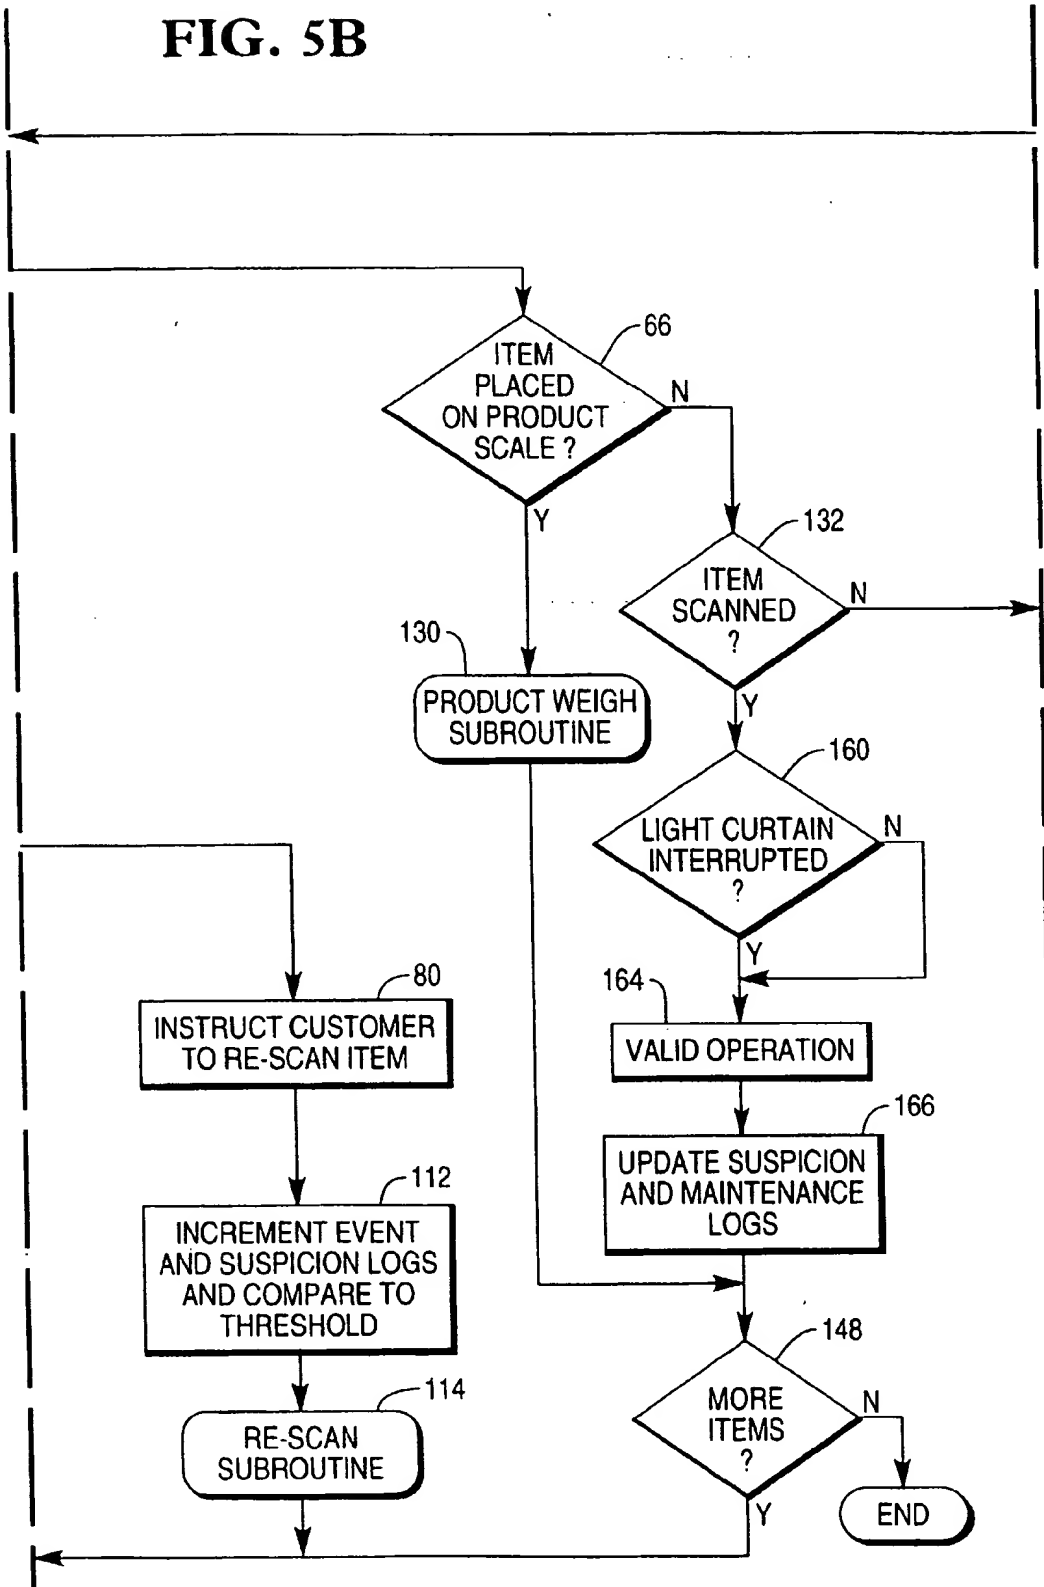 FIG. 5B
66
ITEM
PLACED
ON PRODUCT
SCALE ?
N
Y
132
ITEM
SCANNED
?
N
Y
130
PRODUCT WEIGH
SUBROUTINE
160
LIGHT CURTAIN
INTERRUPTED
?
N
Y
80
INSTRUCT CUSTOMER
TO RE-SCAN ITEM
164
VALID OPERATION
166
UPDATE SUSPICION
AND MAINTENANCE
LOGS
112
INCREMENT EVENT
AND SUSPICION LOGS
AND COMPARE TO
THRESHOLD
148
MORE
ITEMS
?
N
Y
114
RE-SCAN
SUBROUTINE
END